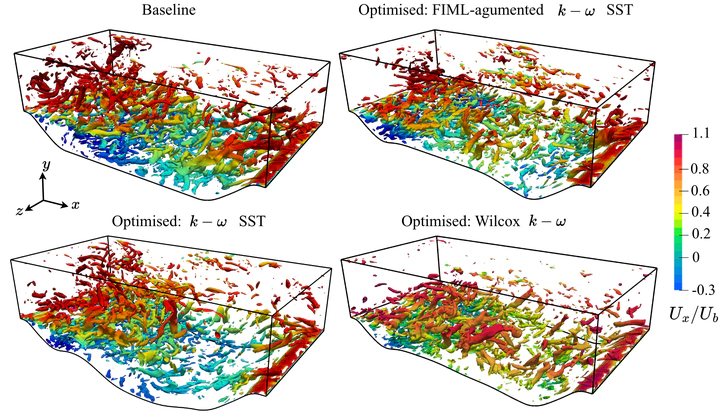 Baseline
Optimised: FIML-agumented k − ω SST
y
z
x
Optimised: k − ω SST
Optimised: Wilcox k − ω
1.1
0.8
0.6
0.4
0.2
0
-0.3
U_x/U_b